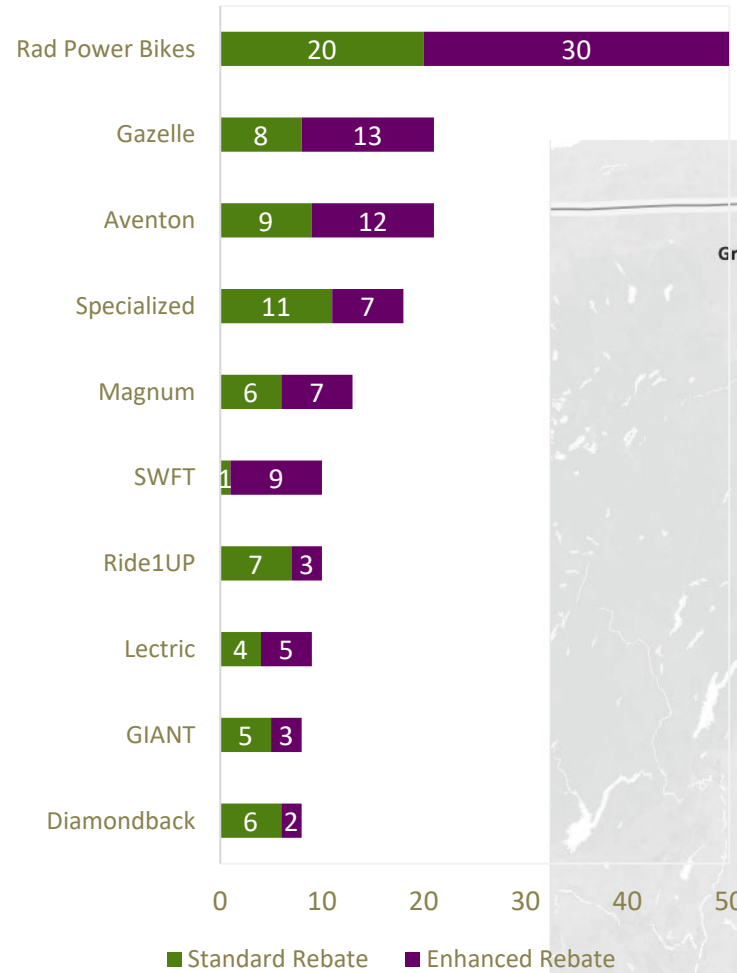 Rad Power Bikes 20 30
Gazelle 8 13
Gr
Aventon 9 12
Specialized 11 7
Magnum 6 7
SWFT 1 9
Ride1UP 7 3
Lectric 4 5
GIANT 5 3
Diamondback 6 2
0 10 20 30 40 50
Standard Rebate Enhanced Rebate